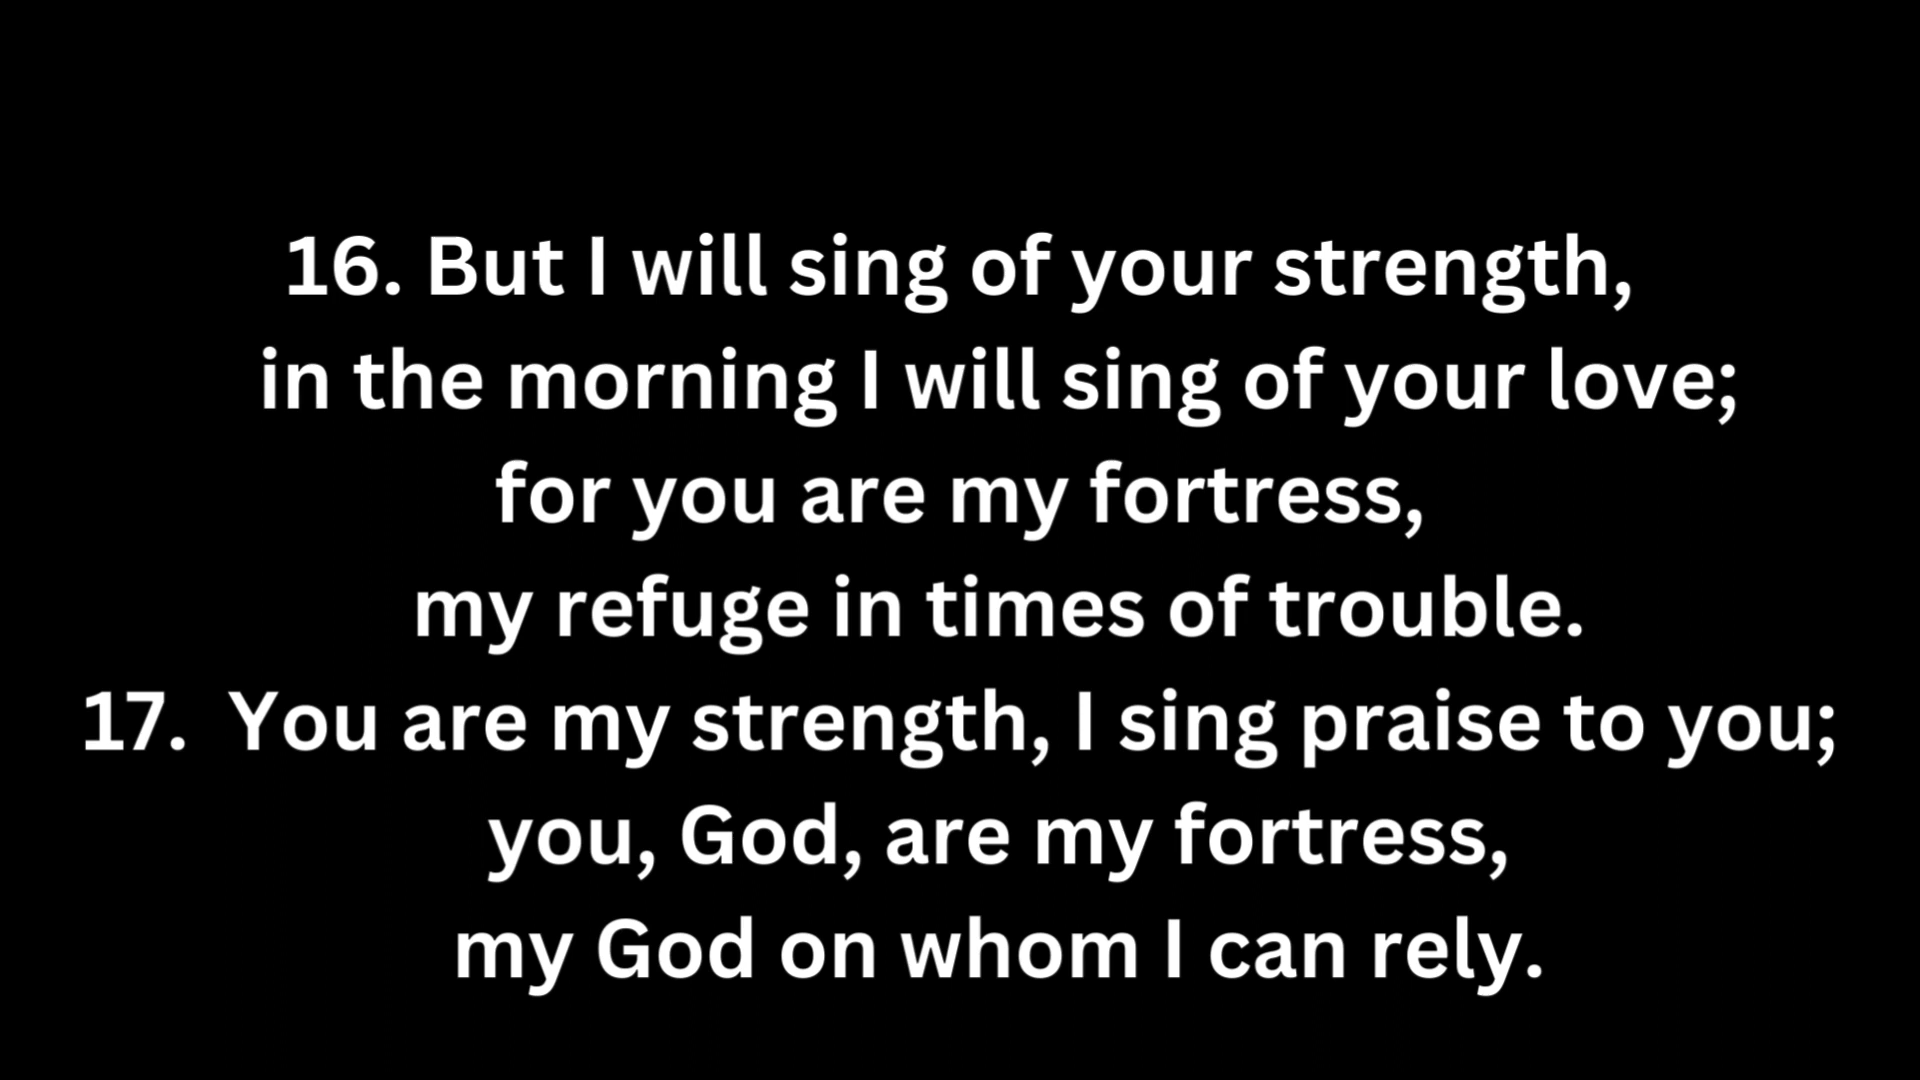 16. But I will sing of your strength,
in the morning I will sing of your love;
for you are my fortress,
my refuge in times of trouble.
17.  You are my strength, I sing praise to you;
you, God, are my fortress,
my God on whom I can rely.